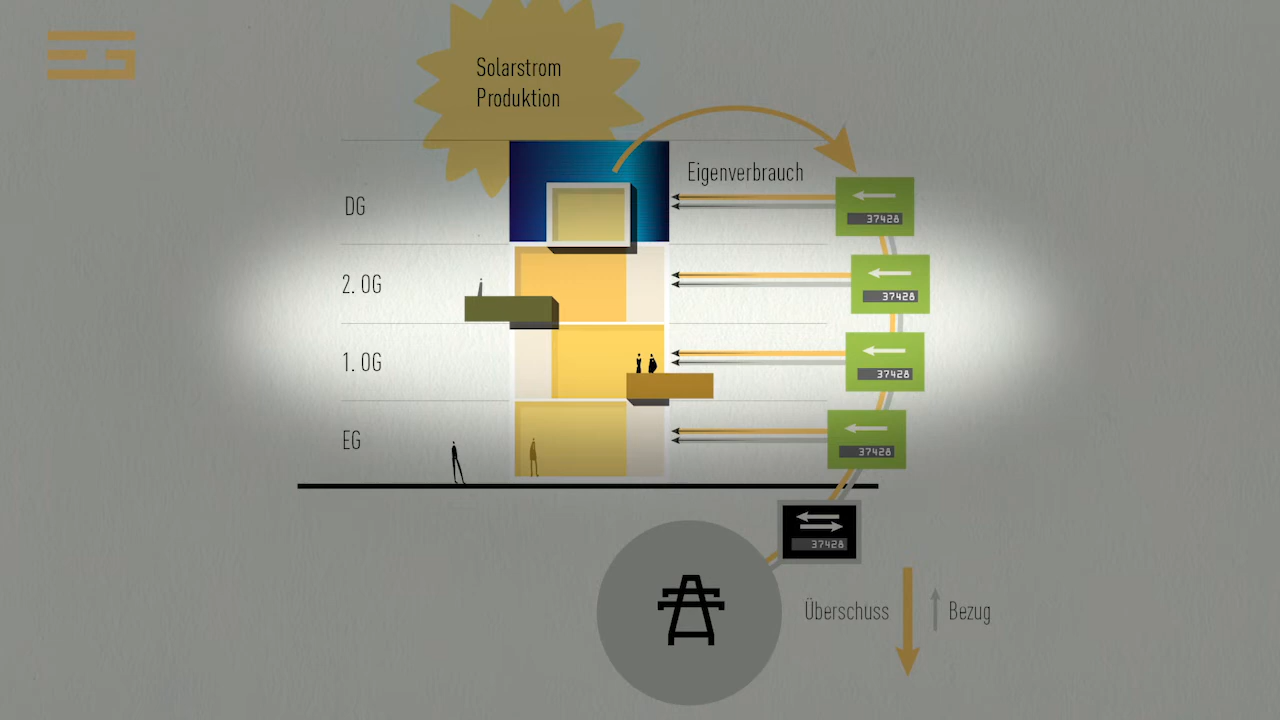 Solarstrom
Produktion
Eigenverbrauch
DG
37428
2. OG
37428
1. OG
37428
EG
37428
37428
Überschuss
Bezug